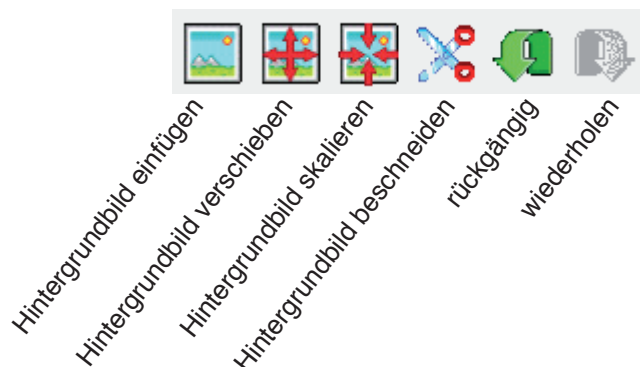 Hintergrundbild einfügen
Hintergrundbild verschieben
Hintergrundbild skalieren
Hintergrundbild beschneiden
rückgängig
wiederholen